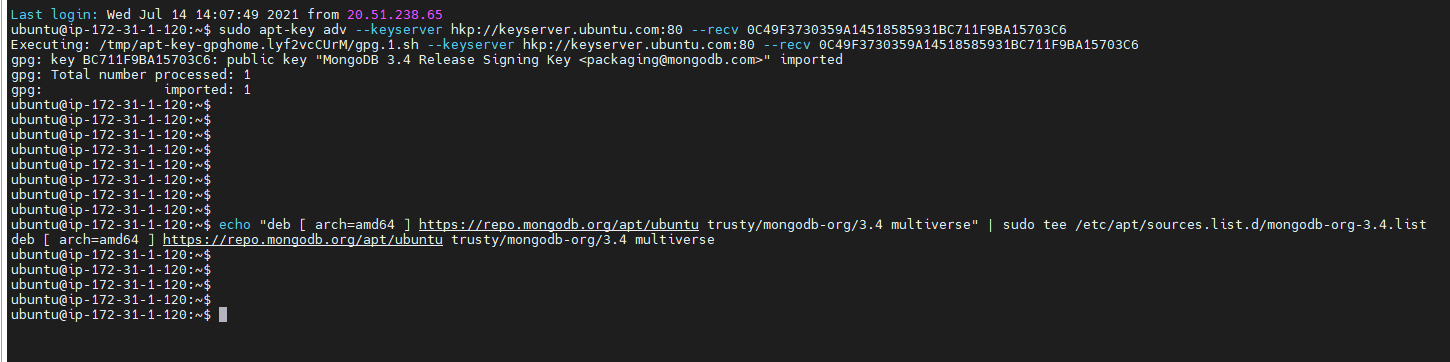 Last login: Wed Jul 14 14:07:49 2021 from 20.51.238.65
ubuntu@ip-172-31-1-120:~$ sudo apt-key adv --keyserver hkp://keyserver.ubuntu.com:80 --recv 0C49F3730359A14518585931BC711F9BA15703C6
Executing: /tmp/apt-key-gpghome.lyf2vcCUrM/gpg.1.sh --keyserver hkp://keyserver.ubuntu.com:80 --recv 0C49F3730359A14518585931BC711F9BA15703C6
gpg: key BC711F9BA15703C6: public key "MongoDB 3.4 Release Signing Key <packaging@mongodb.com>" imported
gpg: Total number processed: 1
gpg:               imported: 1
ubuntu@ip-172-31-1-120:~$
ubuntu@ip-172-31-1-120:~$
ubuntu@ip-172-31-1-120:~$
ubuntu@ip-172-31-1-120:~$
ubuntu@ip-172-31-1-120:~$
ubuntu@ip-172-31-1-120:~$
ubuntu@ip-172-31-1-120:~$
ubuntu@ip-172-31-1-120:~$
ubuntu@ip-172-31-1-120:~$ echo "deb [ arch=amd64 ] https://repo.mongodb.org/apt/ubuntu trusty/mongodb-org/3.4 multiverse" | sudo tee /etc/apt/sources.list.d/mongodb-org-3.4.list
deb [ arch=amd64 ] https://repo.mongodb.org/apt/ubuntu trusty/mongodb-org/3.4 multiverse
ubuntu@ip-172-31-1-120:~$
ubuntu@ip-172-31-1-120:~$
ubuntu@ip-172-31-1-120:~$
ubuntu@ip-172-31-1-120:~$
ubuntu@ip-172-31-1-120:~$